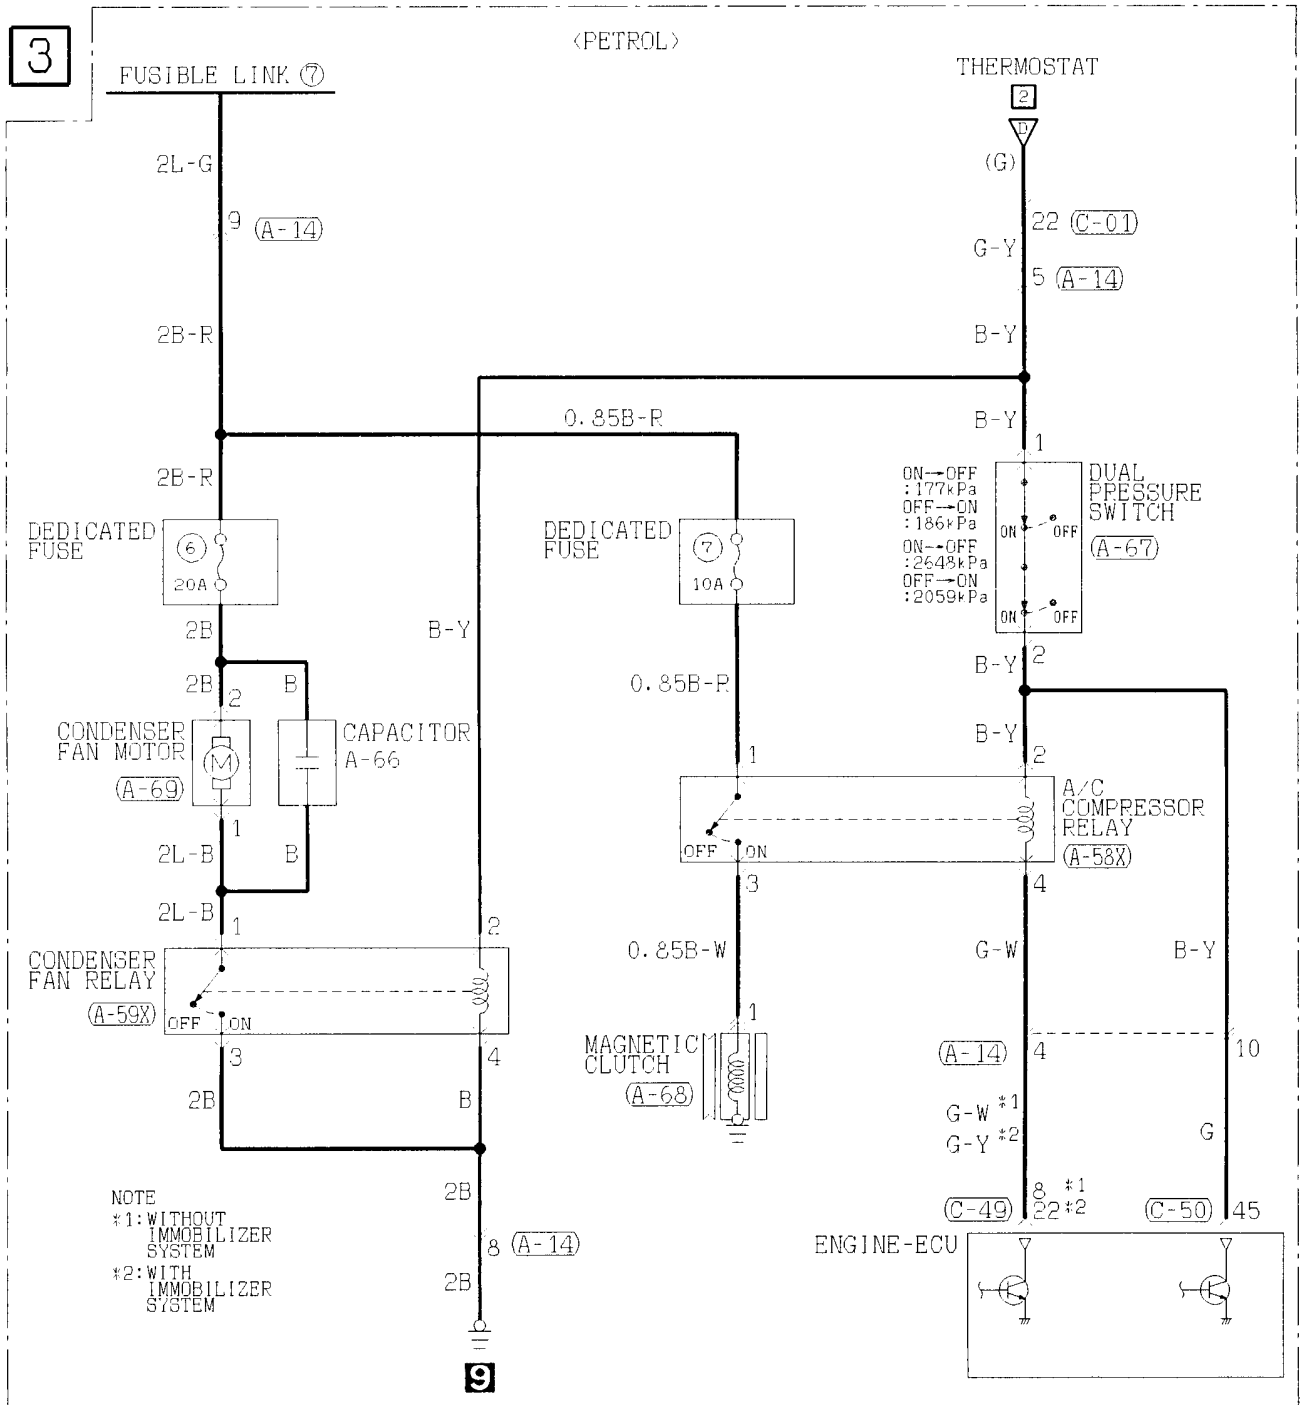 3
<PETROL>
FUSIBLE LINK ⑦
THERMOSTAT
2
D
2L-G
(G)
9 A-14
22 C-01
G-Y
5 A-14
2B-R
B-Y
0.85B-R
B-Y
1
2B-R
ON→OFF
:177kPa
OFF→ON
:186kPa
ON→OFF
:2648kPa
OFF→ON
:2059kPa
ON OFF
ON OFF
DUAL
PRESSURE
SWITCH
A-67
DEDICATED
FUSE
⑥
20A
DEDICATED
FUSE
⑦
10A
2B
B-Y
B-Y
2
2B
2
B
0.85B-R
CONDENSER
FAN MOTOR
A-69
M
CAPACITOR
A-66
B-Y
1
2
A/C
COMPRESSOR
RELAY
A-58X
OFF ON
1
2L-B
B
3
4
2L-B
1
2
0.85B-W
G-W
B-Y
CONDENSER
FAN RELAY
A-59X
OFF ON
1
3
4
MAGNETIC
CLUTCH
A-68
A-14
4
10
2B
B
G-W *1
G-Y *2
G
2B
8 *1
C-49 22 *2
C-50 45
NOTE
*1:WITHOUT
IMMOBILIZER
SYSTEM
*2:WITH
IMMOBILIZER
SYSTEM
8 A-14
2B
ENGINE-ECU
9